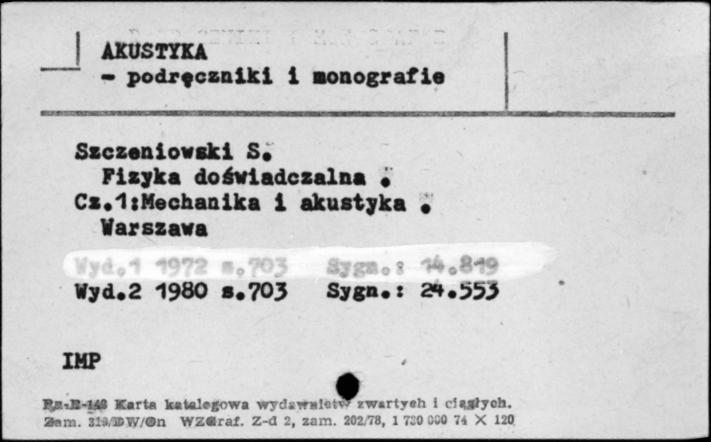 AKUSTYKA
- podręczniki i monografie
Szczeniowski S.
Fizyka doświadczalna .
Cz.1:Mechanika i akustyka .
Warszawa
Wyd.1 1972 s.703 Sygn.: 14.819
Wyd.2 1980 s.703 Sygn.: 24.553
IMP
Karta katalogowa wydawnictw zwartych i ciągłych.
Zam. WZGraf. Z-d 2, zam. 202/78, 1 730 000 74 X 120